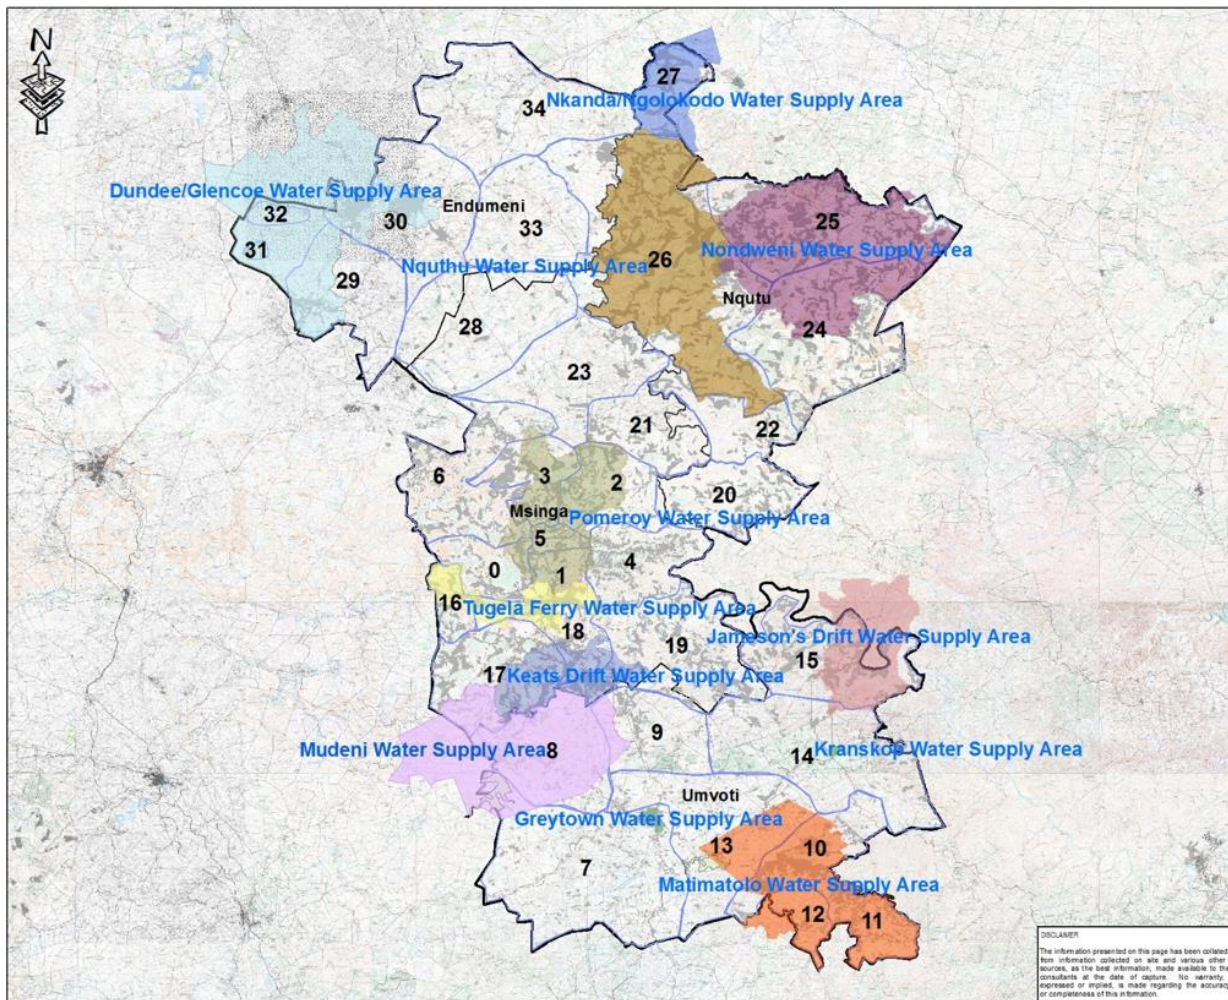 N
27
34
Nkanda/Ngolokodo Water Supply Area
Dundee/Glencoe Water Supply Area
32
30
Endumeni
33
25
31
26
Nondweni Water Supply Area
Nquthu Water Supply Area
29
Nqutu
28
24
23
21
22
6
3
2
20
Msinga
Pomeroy Water Supply Area
5
0
1
4
16
Tugela Ferry Water Supply Area
18
19
Jameson's Drift Water Supply Area
15
17
Keats Drift Water Supply Area
9
Mudeni Water Supply Area
8
14
Kranskop Water Supply Area
Umvoti
Greytown Water Supply Area
13
10
7
Matimatolo Water Supply Area
12
11
DISCLAIMER
The information presented on this page has been collated
from information collected on site and various other
sources, as the best information, made available to the
consultants at the date of capture. No warranty,
expressed or implied, is made regarding the accuracy
or completeness of this information.